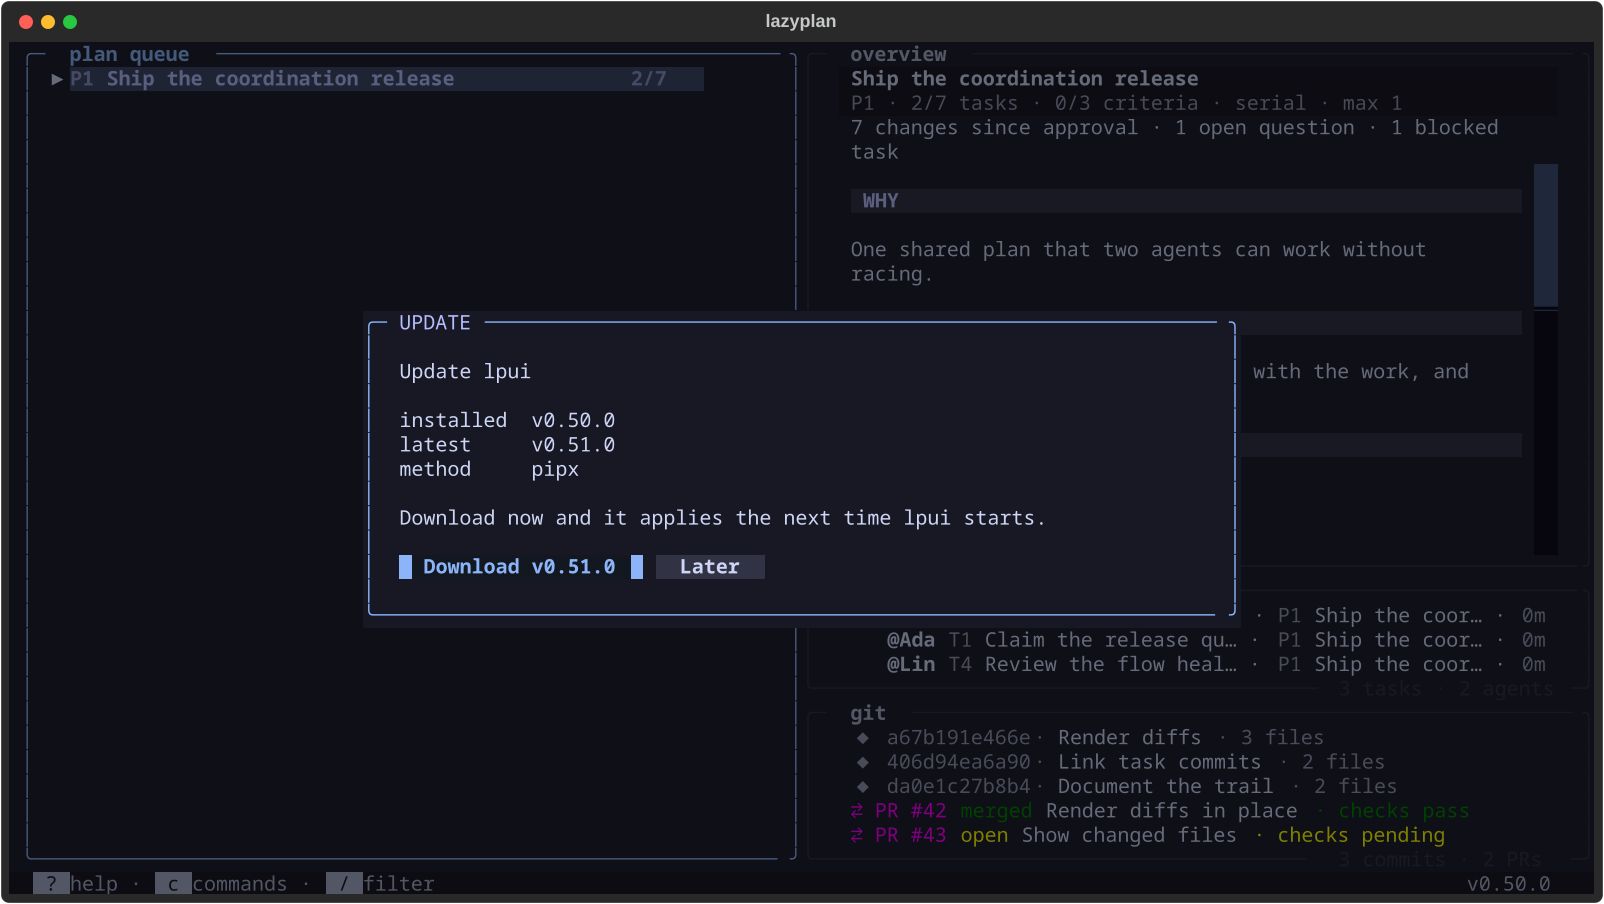 lazyplan
plan queue
▶ P1 Ship the coordination release 2/7
overview
Ship the coordination release
P1 · 2/7 tasks · 0/3 criteria · serial · max 1
7 changes since approval · 1 open question · 1 blocked
task
WHY
One shared plan that two agents can work without
racing.
with the work, and
UPDATE
Update lpui
installed v0.50.0
latest v0.51.0
method pipx
Download now and it applies the next time lpui starts.
Download v0.51.0 Later
· P1 Ship the coor… · 0m
@Ada T1 Claim the release qu… · P1 Ship the coor… · 0m
@Lin T4 Review the flow heal… · P1 Ship the coor… · 0m
3 tasks · 2 agents
git
◆ a67b191e466e · Render diffs · 3 files
◆ 406d94ea6a90 · Link task commits · 2 files
◆ da0e1c27b8b4 · Document the trail · 2 files
⇄ PR #42 merged Render diffs in place · checks pass
⇄ PR #43 open Show changed files · checks pending
3 commits · 2 PRs
? help · c commands · / filter
v0.50.0